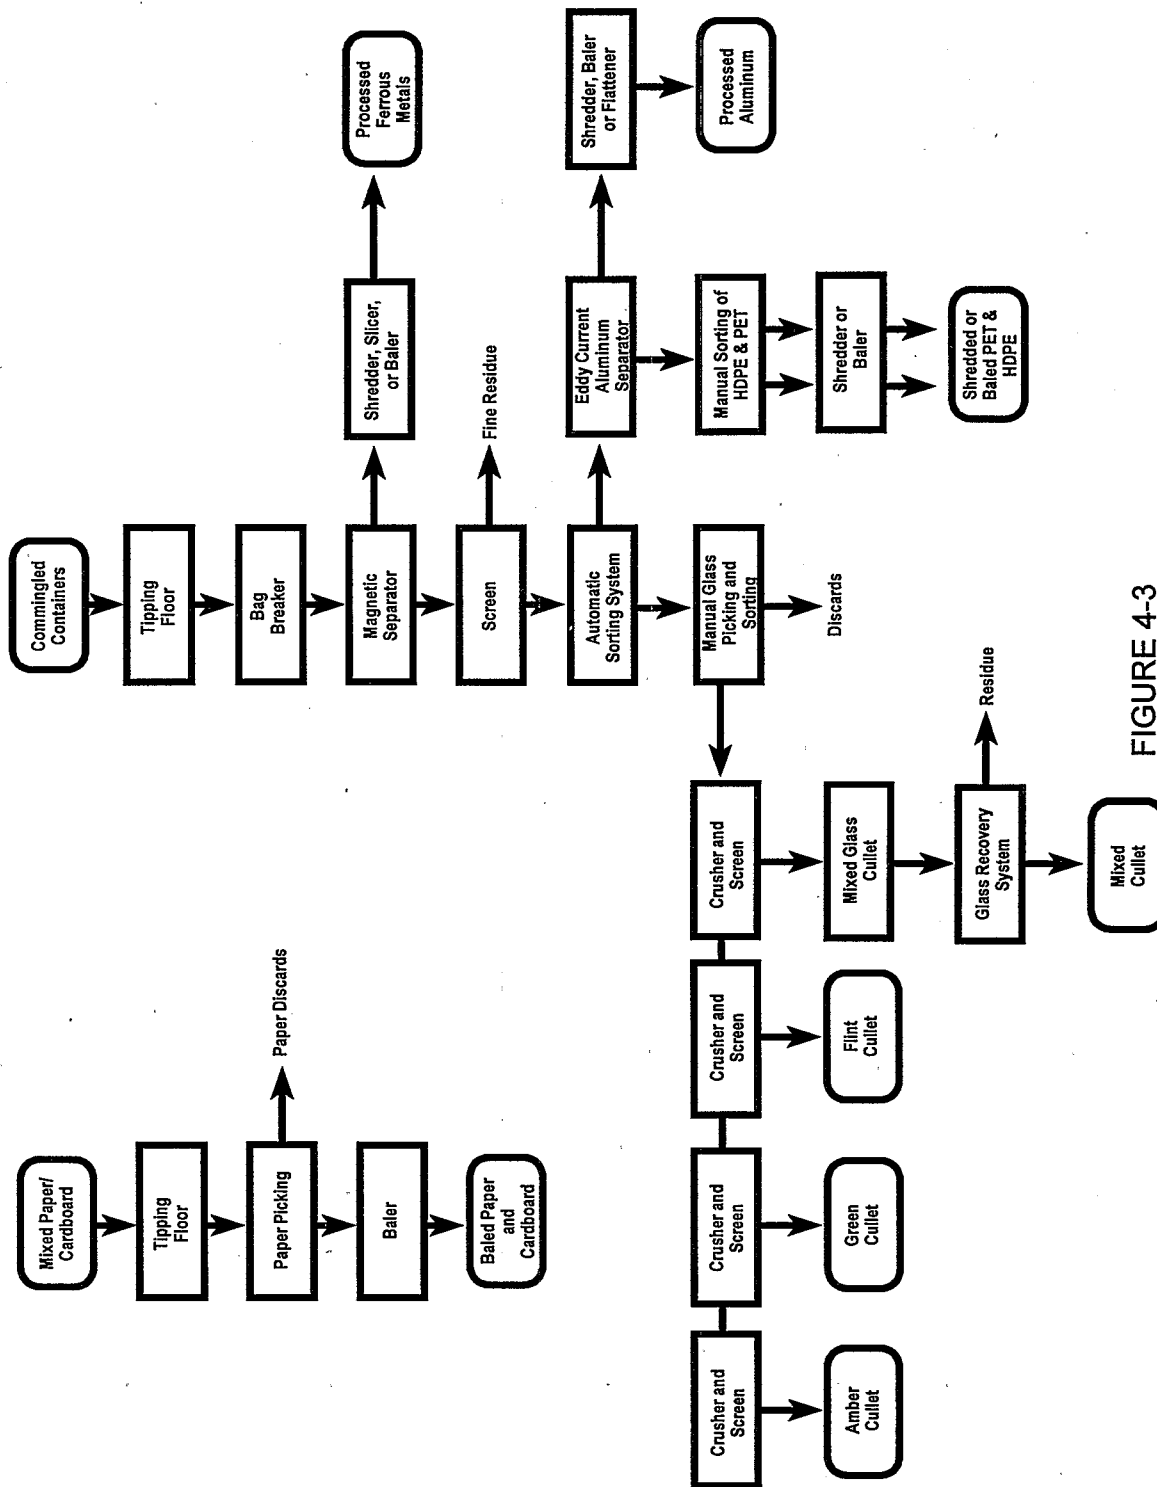 Mixed Paper/
Cardboard
Tipping
Floor
Paper Picking
Paper Discards
Baler
Baled Paper
and
Cardboard
Commingled
Containers
Tipping
Floor
Bag
Breaker
Magnetic
Separator
Shredder, Slicer,
or Baler
Processed
Ferrous
Metals
Screen
Fine Residue
Automatic
Sorting System
Eddy Current
Aluminum
Separator
Shredder, Baler
or Flattener
Processed
Aluminum
Manual Sorting of
HDPE & PET
Shredder or
Baler
Shredded or
Baled PET &
HDPE
Manual Glass
Picking and
Sorting
Discards
Crusher and
Screen
Amber
Cullet
Crusher and
Screen
Green
Cullet
Crusher and
Screen
Flint
Cullet
Crusher and
Screen
Mixed Glass
Cullet
Glass Recovery
System
Residue
Mixed
Cullet
FIGURE 4-3